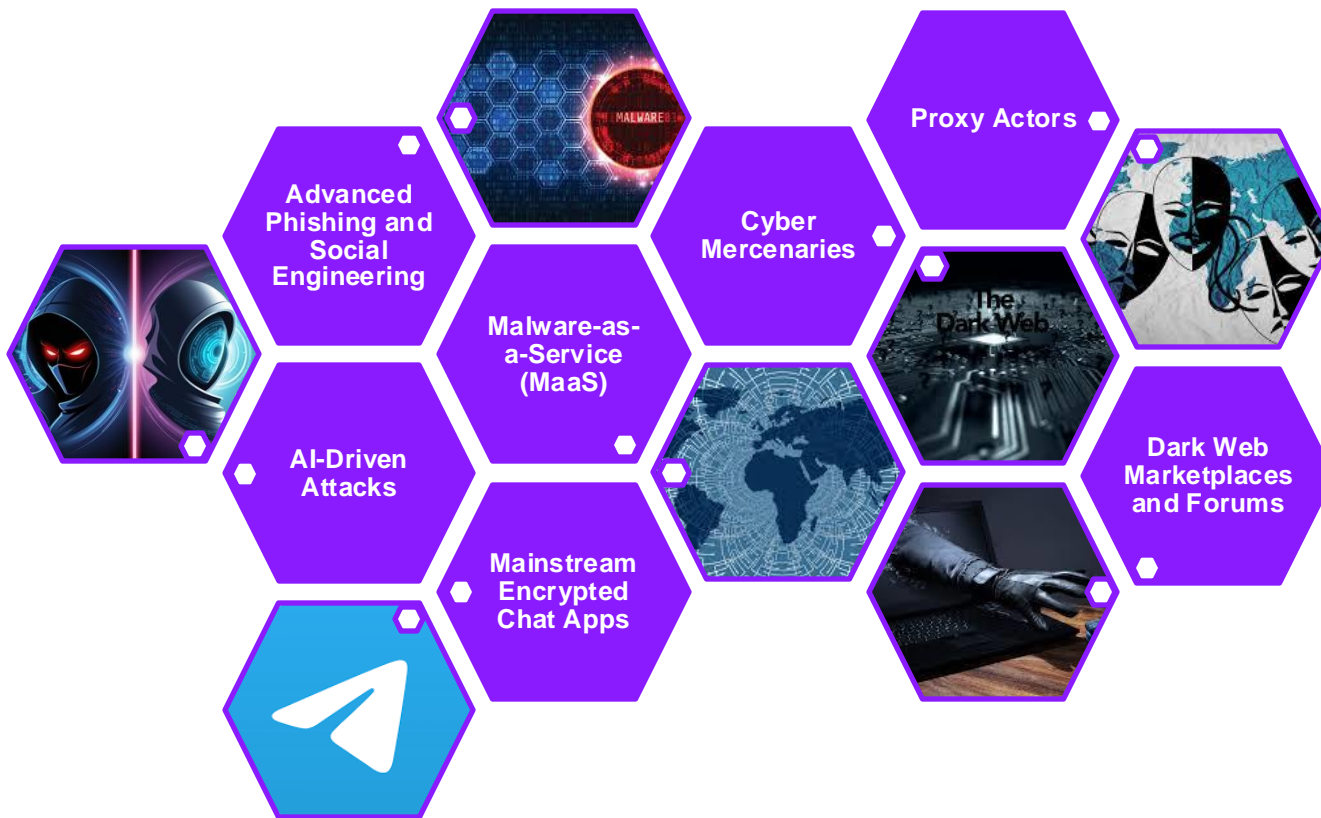 MALWARE
Proxy Actors
Advanced
Phishing and
Social
Engineering
Cyber
Mercenaries
The
Dark Web
Malware-as-
a-Service
(MaaS)
AI-Driven
Attacks
Dark Web
Marketplaces
and Forums
Mainstream
Encrypted
Chat Apps